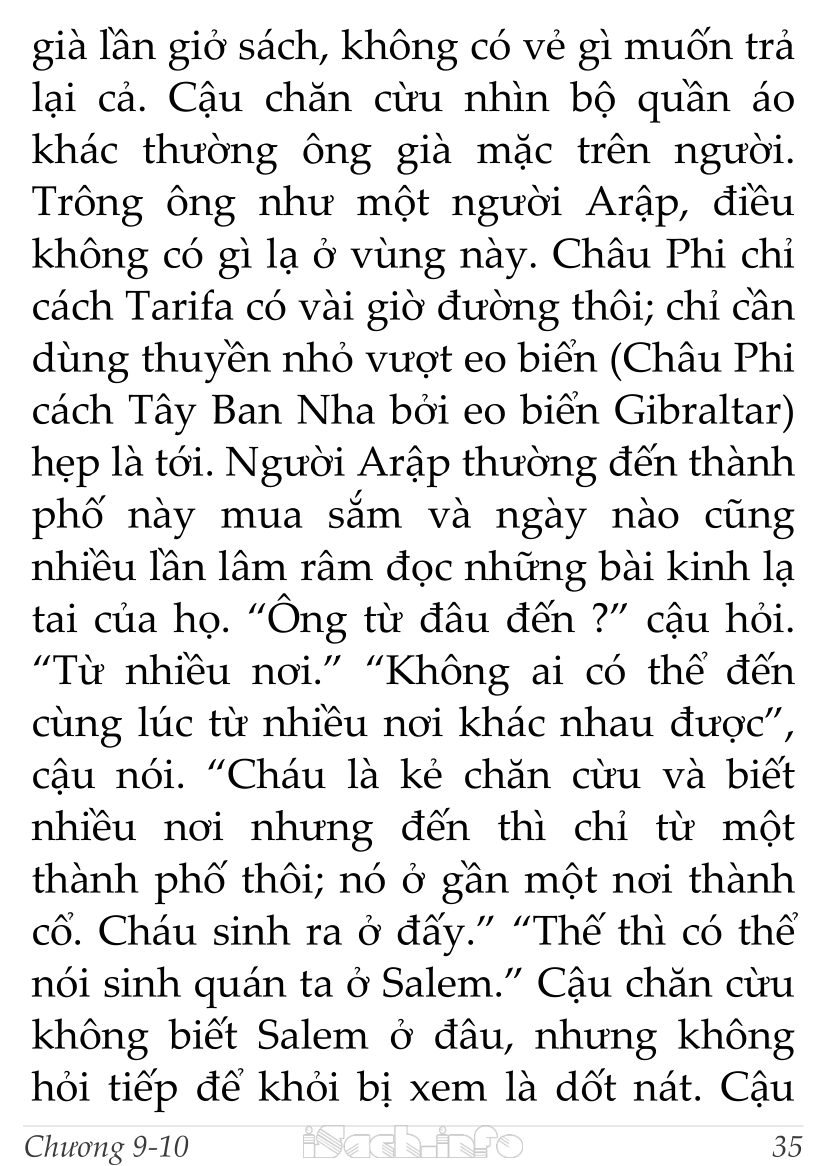 già lần giở sách, không có vẻ gì muốn trả
lại cả. Cậu chăn cừu nhìn bộ quần áo
khác thường ông già mặc trên người.
Trông ông như một người Arập, điều
không có gì lạ ở vùng này. Châu Phi chỉ
cách Tarifa có vài giờ đường thôi; chỉ cần
dùng thuyền nhỏ vượt eo biển (Châu Phi
cách Tây Ban Nha bởi eo biển Gibraltar)
hẹp là tới. Người Arập thường đến thành
phố này mua sắm và ngày nào cũng
nhiều lần lâm râm đọc những bài kinh lạ
tai của họ. “Ông từ đâu đến ?” cậu hỏi.
“Từ nhiều nơi.” “Không ai có thể đến
cùng lúc từ nhiều nơi khác nhau được”,
cậu nói. “Cháu là kẻ chăn cừu và biết
nhiều nơi nhưng đến thì chỉ từ một
thành phố thôi; nó ở gần một nơi thành
cổ. Cháu sinh ra ở đấy.” “Thế thì có thể
nói sinh quán ta ở Salem.” Cậu chăn cừu
không biết Salem ở đâu, nhưng không
hỏi tiếp để khỏi bị xem là dốt nát. Cậu
Chương 9-10 iSach.info 35